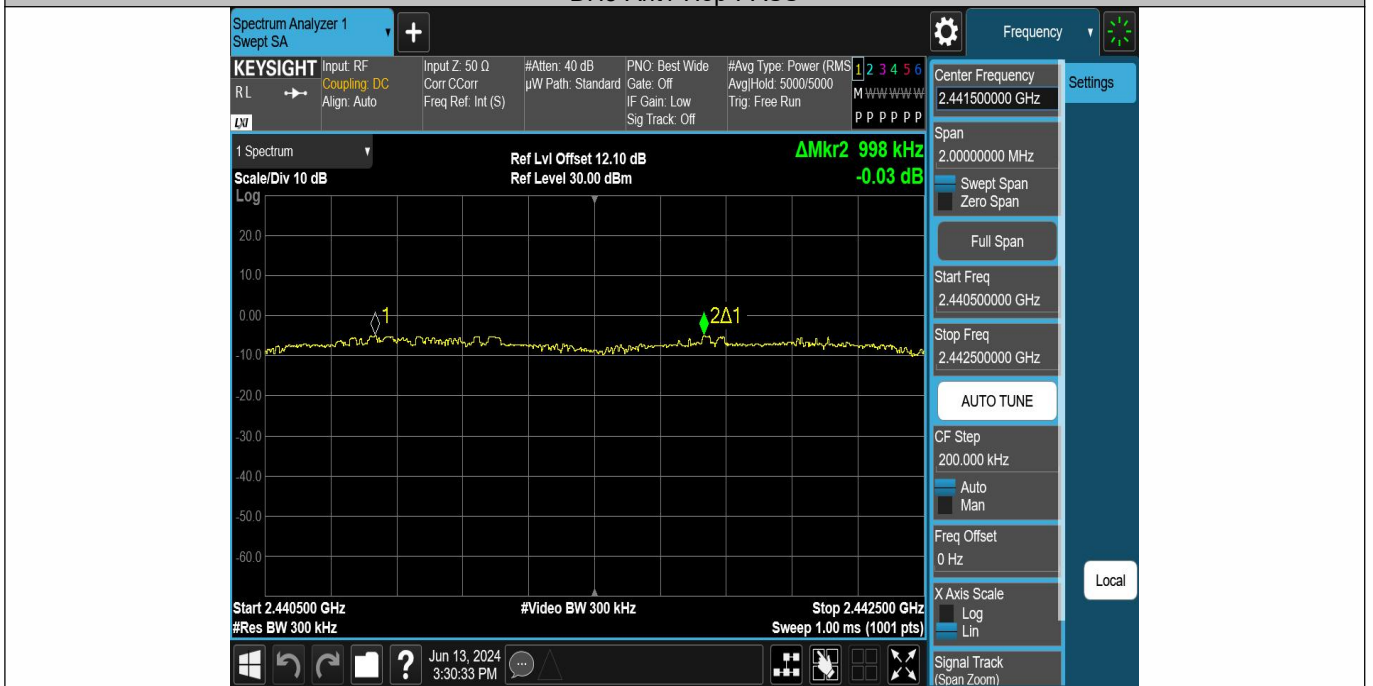 Spectrum Analyzer 1
Swept SA
+
Frequency
KEYSIGHT
RL
LXI
Input: RF
Coupling: DC
Align: Auto
Input Z: 50 Ω
Corr CCorr
Freq Ref: Int (S)
#Atten: 40 dB
µW Path: Standard
PNO: Best Wide
Gate: Off
IF Gain: Low
Sig Track: Off
#Avg Type: Power (RMS
Avg|Hold: 5000/5000
Trig: Free Run
1 2 3 4 5 6
M W W W W W
P P P P P P
1 Spectrum
Scale/Div 10 dB
Log
Ref Lvl Offset 12.10 dB
Ref Level 30.00 dBm
ΔMkr2 998 kHz
-0.03 dB
20.0
10.0
0.00
-10.0
-20.0
-30.0
-40.0
-50.0
-60.0
1
2Δ1
Start 2.440500 GHz
#Res BW 300 kHz
#Video BW 300 kHz
Stop 2.442500 GHz
Sweep 1.00 ms (1001 pts)
Center Frequency
2.441500000 GHz
Span
2.00000000 MHz
Swept Span
Zero Span
Full Span
Start Freq
2.440500000 GHz
Stop Freq
2.442500000 GHz
AUTO TUNE
CF Step
200.000 kHz
Auto
Man
Freq Offset
0 Hz
X Axis Scale
Log
Lin
Signal Track
(Span Zoom)
Settings
Local
?
Jun 13, 2024
3:30:33 PM